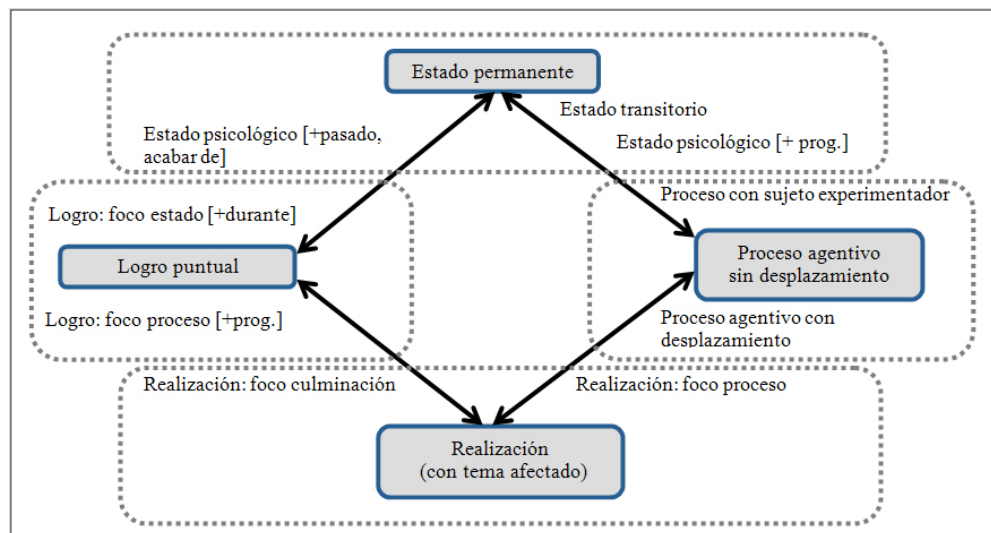 Estado permanente
Estado transitorio
Estado psicológico [+pasado,
acabar de]
Estado psicológico [+ prog.]
Proceso con sujeto experimentador
Logro: foco estado [+durante]
Logro puntual
Proceso agentivo
sin desplazamiento
Logro: foco proceso [+prog.]
Proceso agentivo con
desplazamiento
Realización: foco culminación
Realización: foco proceso
Realización
(con tema afectado)